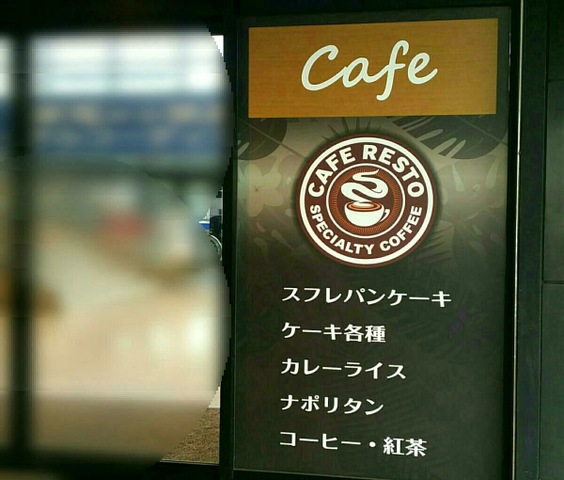 Cafe
CAFE RESTO
SPECIALTY COFFEE
スフレパンケーキ
ケーキ各種
カレーライス
ナポリタン
コーヒー・紅茶